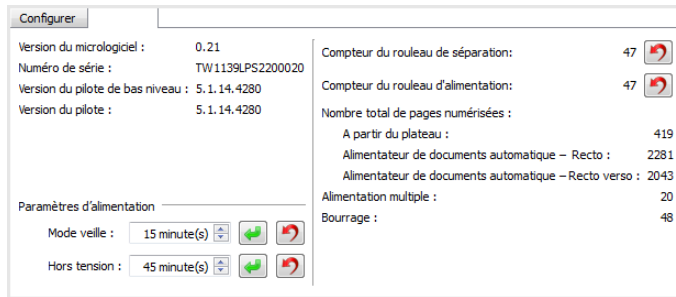 Configurer
Version du micrologiciel : 0.21
Numéro de série : TW1139LPS2200020
Version du pilote de bas niveau : 5.1.14.4280
Version du pilote : 5.1.14.4280
Paramètres d'alimentation
Mode veille : 15 minute(s)
Hors tension : 45 minute(s)
Compteur du rouleau de séparation: 47
Compteur du rouleau d'alimentation: 47
Nombre total de pages numérisées :
A partir du plateau : 419
Alimentateur de documents automatique – Recto : 2281
Alimentateur de documents automatique – Recto verso : 2043
Alimentation multiple : 20
Bourrage : 48